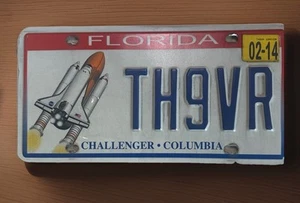 FLORIDA
02-14
TH9VR
CHALLENGER • COLUMBIA